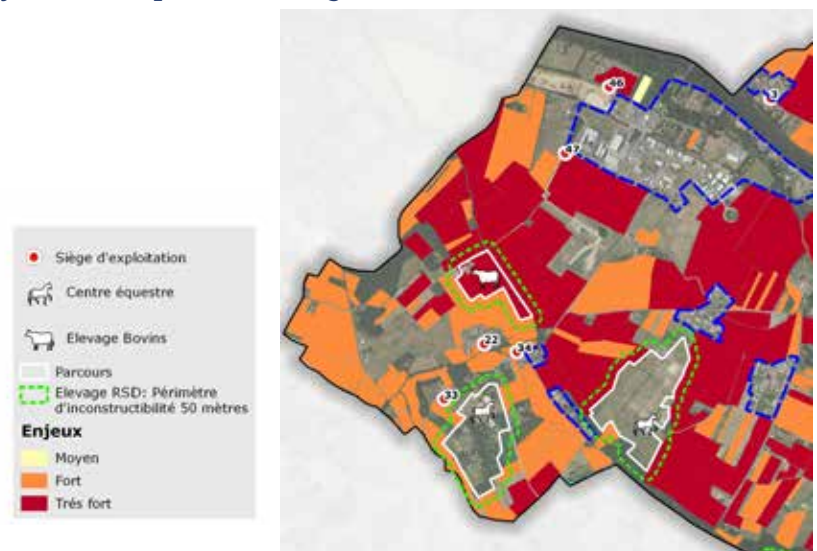 46
3
47
Siège d'exploitation
Centre équestre
Elevage Bovins
22
34
Parcours
Elevage RSD: Périmètre
d'inconstructibilité 50 mètres
33
Enjeux
Moyen
Fort
Trés fort